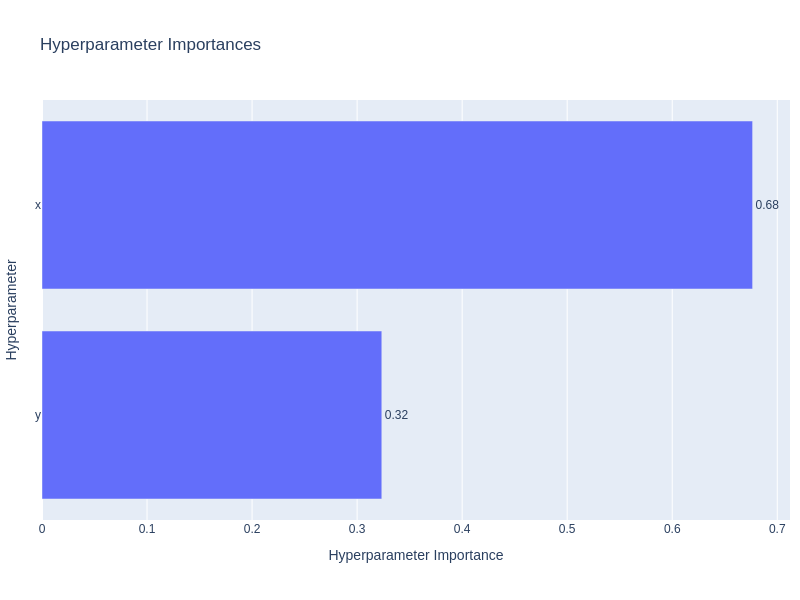 Hyperparameter Importances
Hyperparameter
x
0.68
y
0.32
0 0.1 0.2 0.3 0.4 0.5 0.6 0.7
Hyperparameter Importance